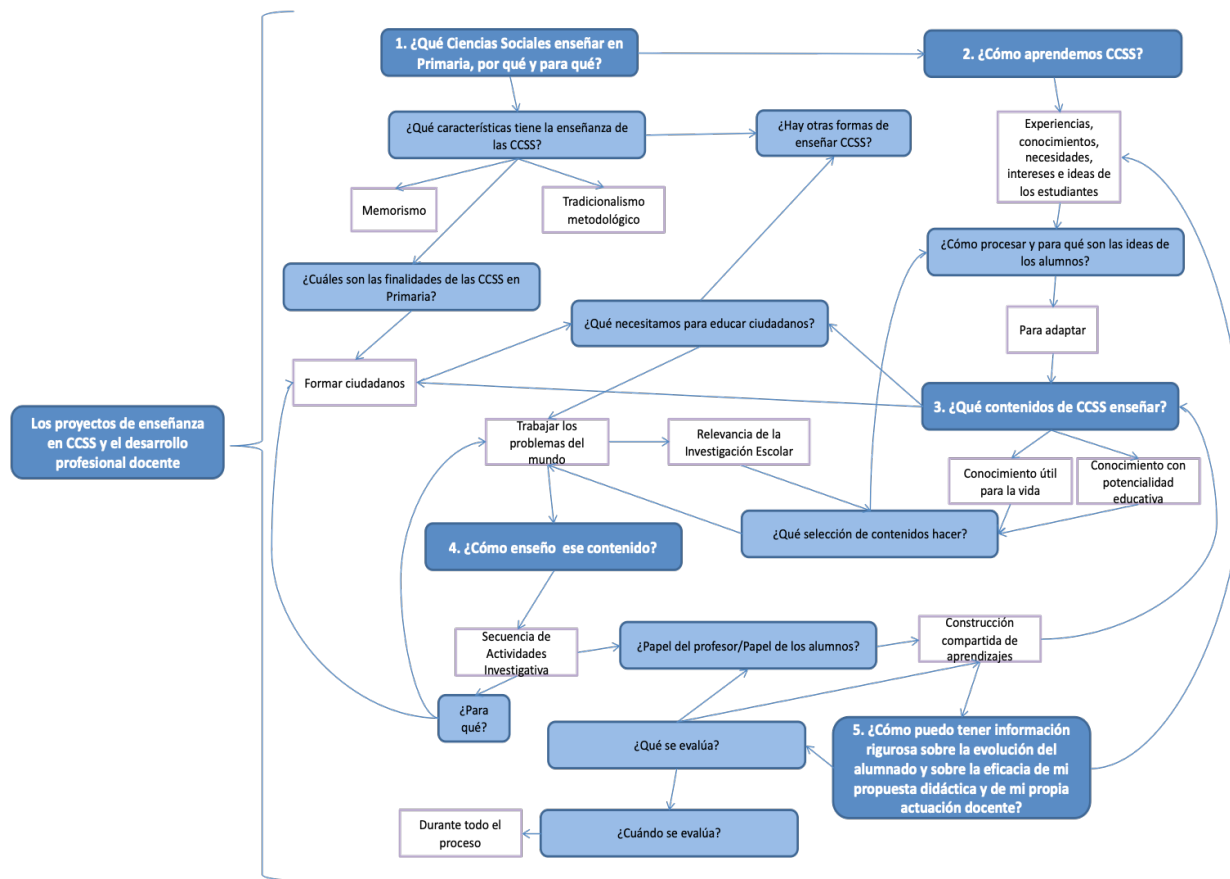 1. ¿Qué Ciencias Sociales enseñar en
Primaria, por qué y para qué?
2. ¿Cómo aprendemos CCSS?
¿Qué características tiene la enseñanza de
las CCSS?
¿Hay otras formas de
enseñar CCSS?
Experiencias,
conocimientos,
necesidades,
intereses e ideas de
los estudiantes
Memorismo
Tradicionalismo
metodológico
¿Cómo procesar y para qué son las ideas de
los alumnos?
¿Cuáles son las finalidades de las CCSS en
Primaria?
¿Qué necesitamos para educar ciudadanos?
Para adaptar
Formar ciudadanos
3. ¿Qué contenidos de CCSS enseñar?
Los proyectos de enseñanza
en CCSS y el desarrollo
profesional docente
Trabajar los
problemas del
mundo
Relevancia de la
Investigación Escolar
Conocimiento útil
para la vida
Conocimiento con
potencialidad
educativa
¿Qué selección de contenidos hacer?
4. ¿Cómo enseño ese contenido?
Secuencia de
Actividades
Investigativa
¿Papel del profesor/Papel de los alumnos?
Construcción
compartida de
aprendizajes
¿Para
qué?
¿Qué se evalúa?
5. ¿Cómo puedo tener información
rigurosa sobre la evolución del
alumnado y sobre la eficacia de mi
propuesta didáctica y de mi propia
actuación docente?
Durante todo el
proceso
¿Cuándo se evalúa?